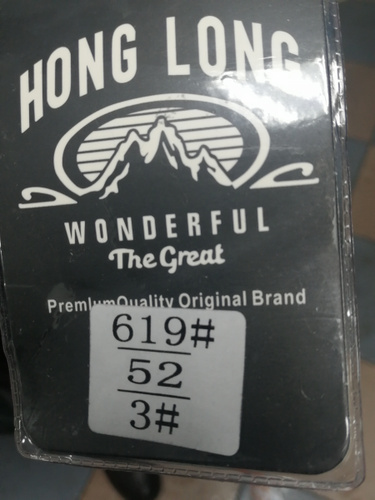 HONG LONG
WONDERFUL
The Great
PremiumQuality Original Brand
619#
52
3#